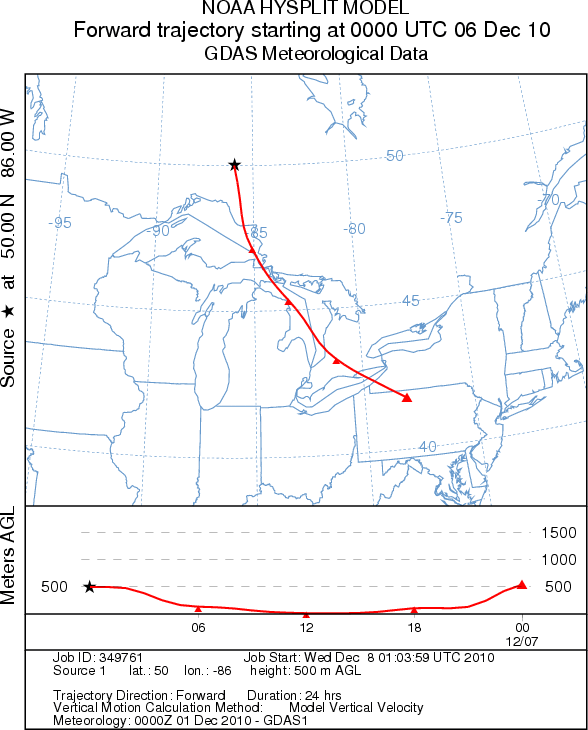 NOAA HYSPLIT MODEL
Forward trajectory starting at 0000 UTC 06 Dec 10
GDAS Meteorological Data
Source ★ at 50.00 N 86.00 W
50
-95
-90
85
-80
-75
-70
45
40
Meters AGL
1500
1000
500
500
06
12
18
00
12/07
Job ID: 349761 Job Start: Wed Dec 8 01:03:59 UTC 2010
Source 1 lat.: 50 lon.: -86 height: 500 m AGL
Trajectory Direction: Forward Duration: 24 hrs
Vertical Motion Calculation Method: Model Vertical Velocity
Meteorology: 0000Z 01 Dec 2010 - GDAS1